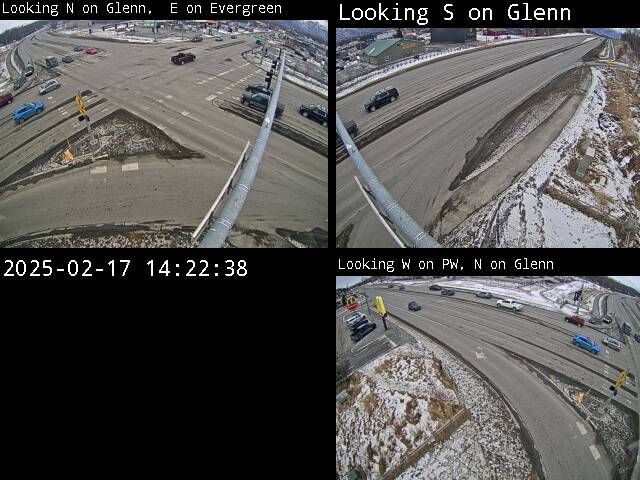 Looking N on Glenn,  E on Evergreen
Looking S on Glenn
2025-02-17 14:22:38
Looking W on PW, N on Glenn